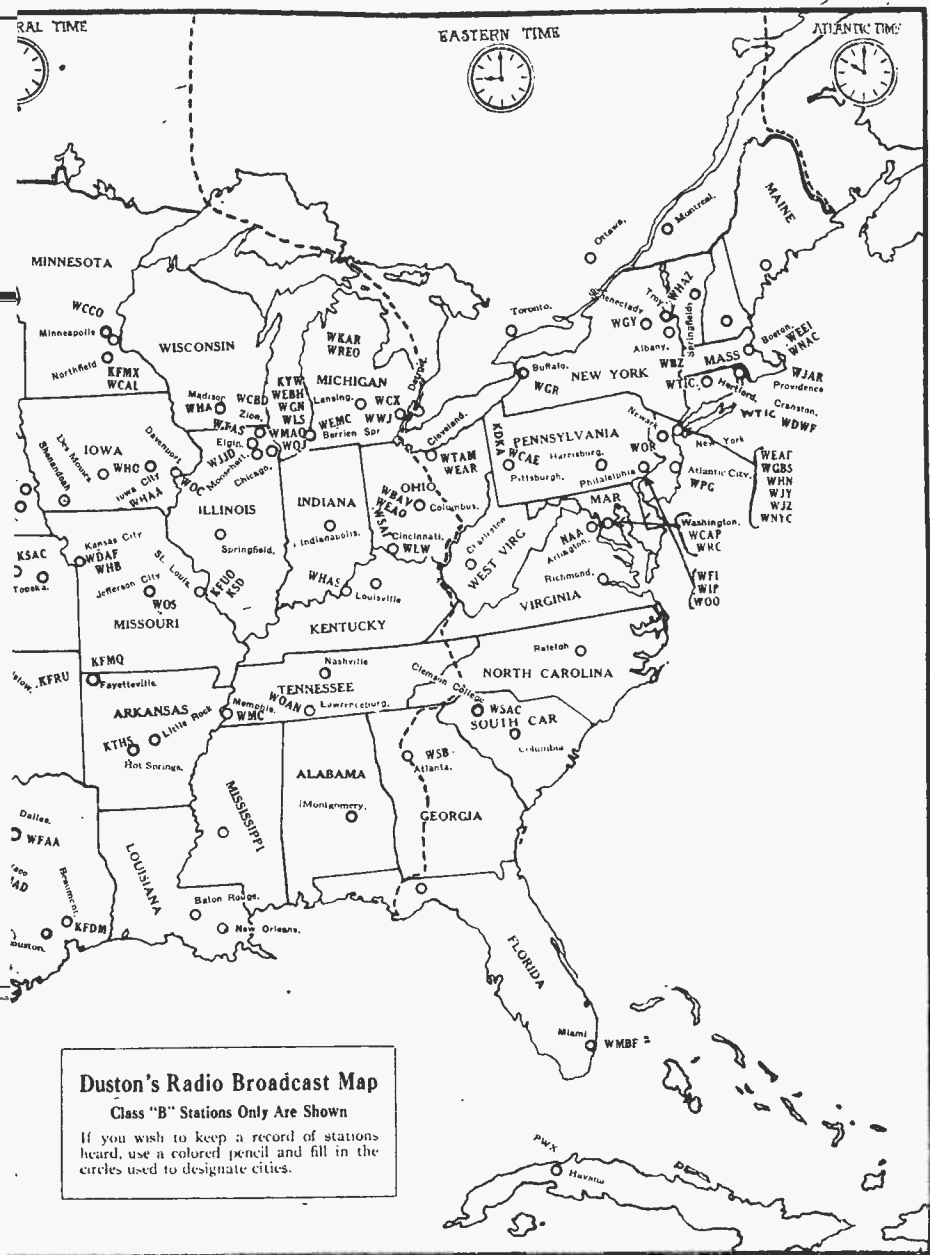 RAL TIME
EASTERN TIME
ATLANTIC TIME
MAINE
Montreal.
Ottawa.
MINNESOTA
WCCO
Minneapolis
Northfield
KFMX
WCAL
WISCONSIN
Madison
WHA
WCBD
Zion.
WKAR
WREO
MICHIGAN
Lansing.
WCX
WWJ
Detroit.
WEMC
Berrien Spr
KYW
WEBH
WGN
WLS
WMAQ
WQJ
Elgin.
WJJD
Mooseheart.
Chicago.
Toronto.
Schenectady
WGY
Troy.
WHAZ
Albany.
Springfield
WBZ
MASS
Boston.
WEEI
WNAC
WJAR
Providence
Cranston.
WDWF
WTIC
Hertford.
WTIC
Buffalo.
WGR
NEW YORK
Newark
WOR
New York
WEAF
WGBS
WHN
WJY
WJZ
WNYC
Cleveland.
WTAM
WEAR
KDKA
PENNSYLVANIA
WCAE
Pittsburgh.
Harrisburg.
Philadelphia
Atlantic City.
WPG
IOWA
Des Moines
WHO
Shenandoah
Iowa City
WHAA
Davenport
WOC
ILLINOIS
Springfield.
INDIANA
Indianapolis.
OHIO
WBAV
WEAO
Columbus.
WSAI
Cincinnati.
WLW
MAR
NAA
Arlington.
Washington.
WCAP
WRC
WFI
WIP
WOO
WEST VIRG
Richmond.
VIRGINIA
KSAC
Topeka.
Kansas City
WDAF
WHB
Jefferson City
WOS
St. Louis
KFUO
KSD
MISSOURI
WHAS
Louisville
KENTUCKY
KFRU
KFMQ
Fayetteville.
ARKANSAS
Little Rock
KTHS
Hot Springs.
Nashville
TENNESSEE
WOAN
Lawrenceburg.
Memphis.
WMC
Raleigh
NORTH CAROLINA
Clemson College
WSAC
SOUTH CAR
Columbia
WSB
Atlanta.
GEORGIA
ALABAMA
Montgomery.
MISSISSIPPI
Dallas.
WFAA
Beaumont.
KFDM
LOUISIANA
Baton Rouge.
New Orleans.
FLORIDA
Miami
WMBF
PWX
Havana
Duston's Radio Broadcast Map
Class "B" Stations Only Are Shown
If you wish to keep a record of stations
heard, use a colored pencil and fill in the
circles used to designate cities.